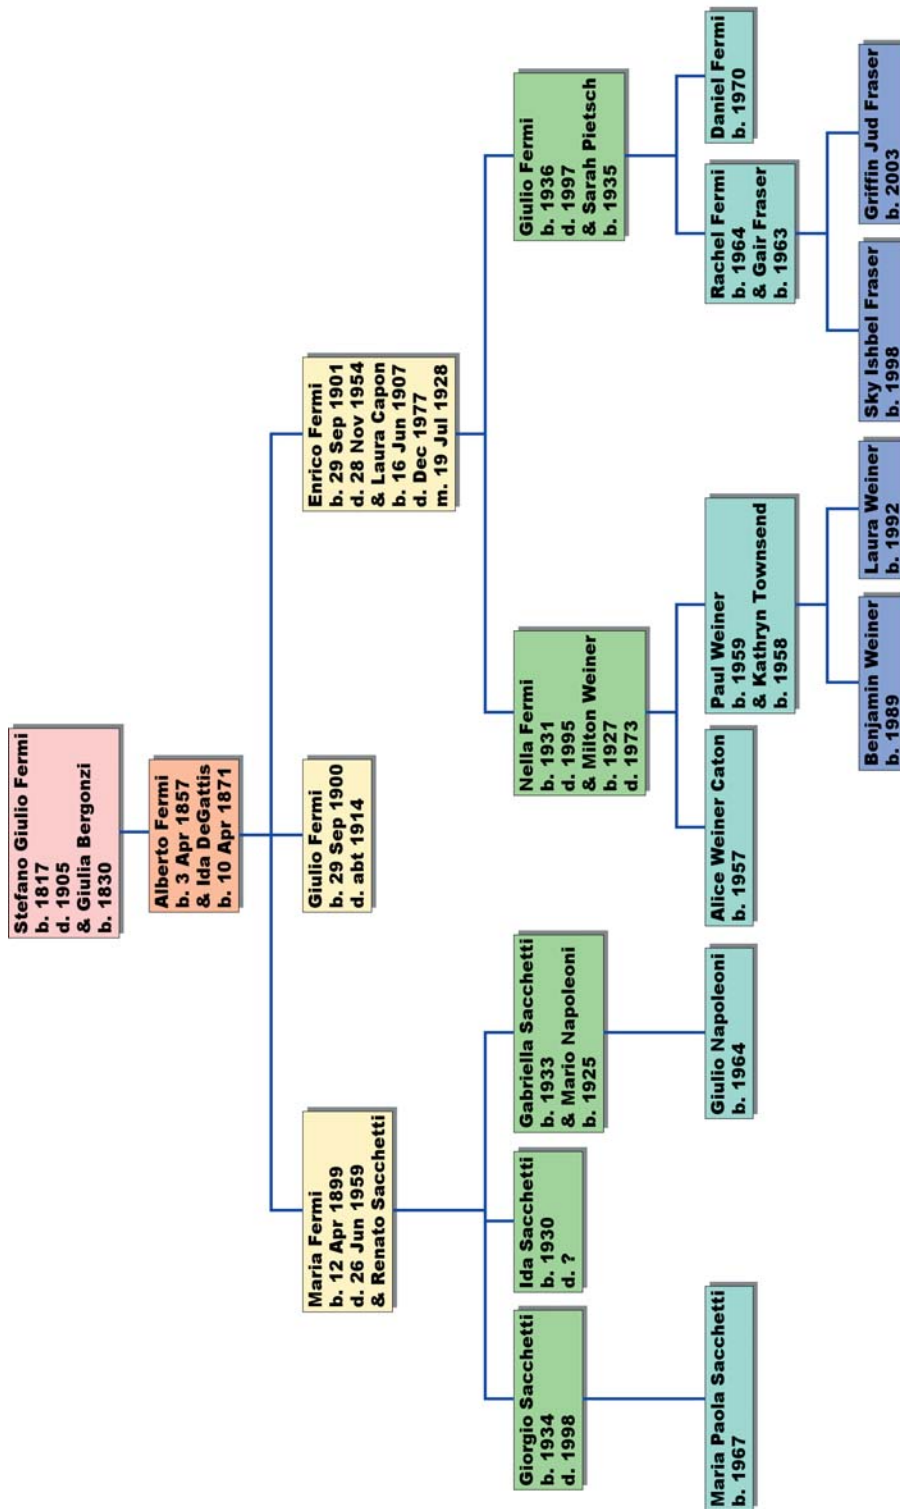 Stefano Giulio Fermi
b. 1817
d. 1905
& Giulia Bergonzi
b. 1830
Alberto Fermi
b. 3 Apr 1857
& Ida DeGattis
b. 10 Apr 1871
Maria Fermi
b. 12 Apr 1899
d. 26 Jun 1959
& Renato Sacchetti
Giulio Fermi
b. 29 Sep 1900
d. abt 1914
Enrico Fermi
b. 29 Sep 1901
d. 28 Nov 1954
& Laura Capon
b. 16 Jun 1907
d. Dec 1977
m. 19 Jul 1928
Giorgio Sacchetti
b. 1934
d. 1998
Ida Sacchetti
b. 1930
d. ?
Gabriella Sacchetti
b. 1933
& Mario Napoleoni
b. 1925
Nella Fermi
b. 1931
d. 1995
& Milton Weiner
b. 1927
d. 1973
Giulio Fermi
b. 1936
d. 1997
& Sarah Pietsch
b. 1935
Maria Paola Sacchetti
b. 1967
Giulio Napoleoni
b. 1964
Alice Weiner Caton
b. 1957
Paul Weiner
b. 1959
& Kathryn Townsend
b. 1958
Rachel Fermi
b. 1964
& Gair Fraser
b. 1963
Daniel Fermi
b. 1970
Benjamin Weiner
b. 1989
Laura Weiner
b. 1992
Sky Ishbel Fraser
b. 1998
Griffin Jud Fraser
b. 2003